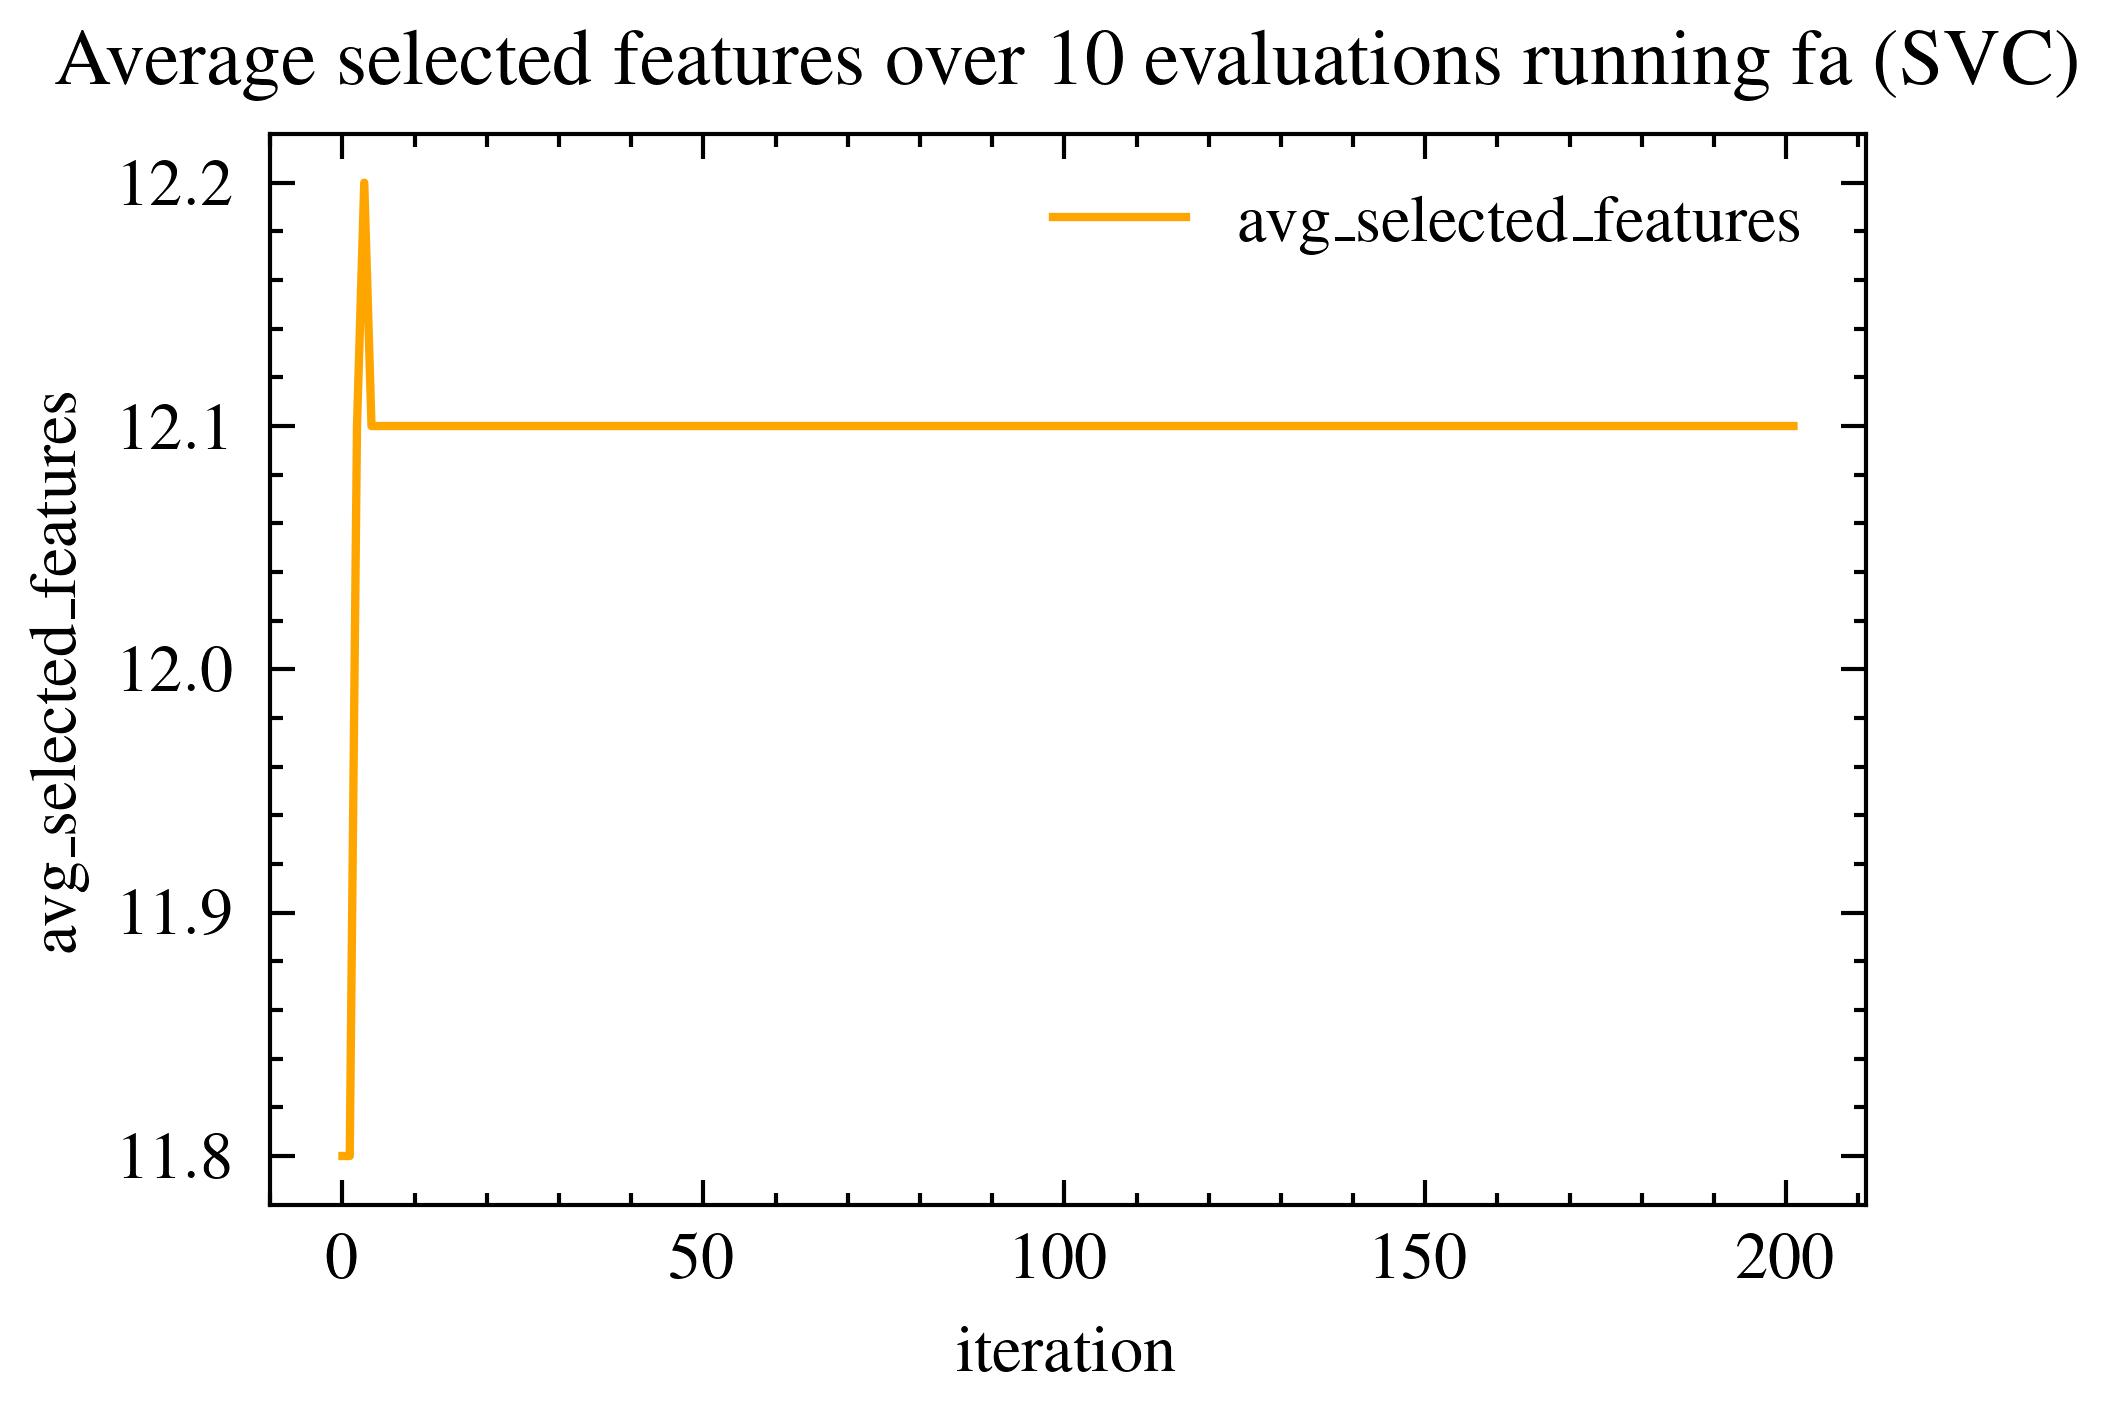 Average selected features over 10 evaluations running fa (SVC)
avg_selected_features
12.2
12.1
12.0
11.9
11.8
avg_selected_features
0 50 100 150 200
iteration